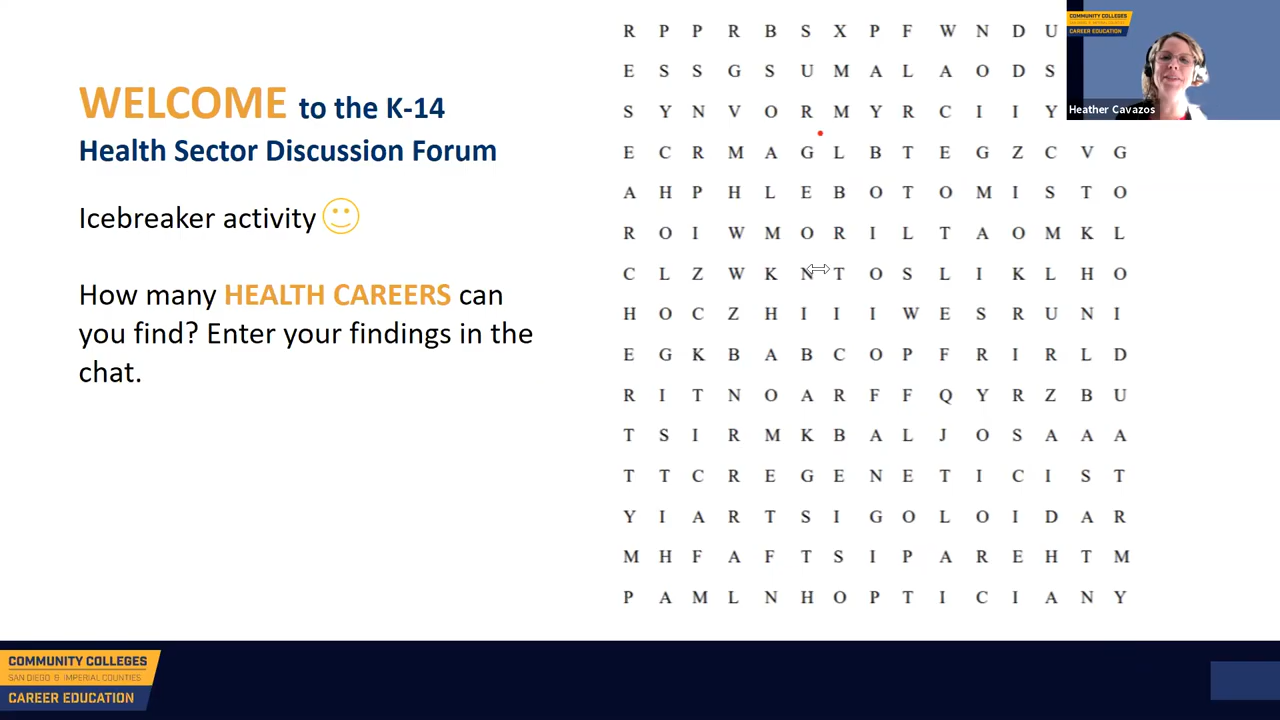 WELCOME to the K-14
Health Sector Discussion Forum
Icebreaker activity
How many HEALTH CAREERS can
you find? Enter your findings in the
chat.
R P P R B S X P F W N D U
E S S G S U M A L A O D S
S Y N V O R M Y R C I I Y
E C R M A G L B T E G Z C V G
A H P H L E B O T O M I S T O
R O I W M O R I L T A O M K L
C L Z W K N T O S L I K L H O
H O C Z H I I I W E S R U N I
E G K B A B C O P F R I R L D
R I T N O A R F F Q Y R Z B U
T S I R M K B A L J O S A A A
T T C R E G E N E T I C I S T
Y I A R T S I G O L O I D A R
M H F A F T S I P A R E H T M
P A M L N H O P T I C I A N Y
COMMUNITY COLLEGES
CAREER EDUCATION
Heather Cavazos
COMMUNITY COLLEGES
SAN DIEGO & IMPERIAL COUNTIES
CAREER EDUCATION